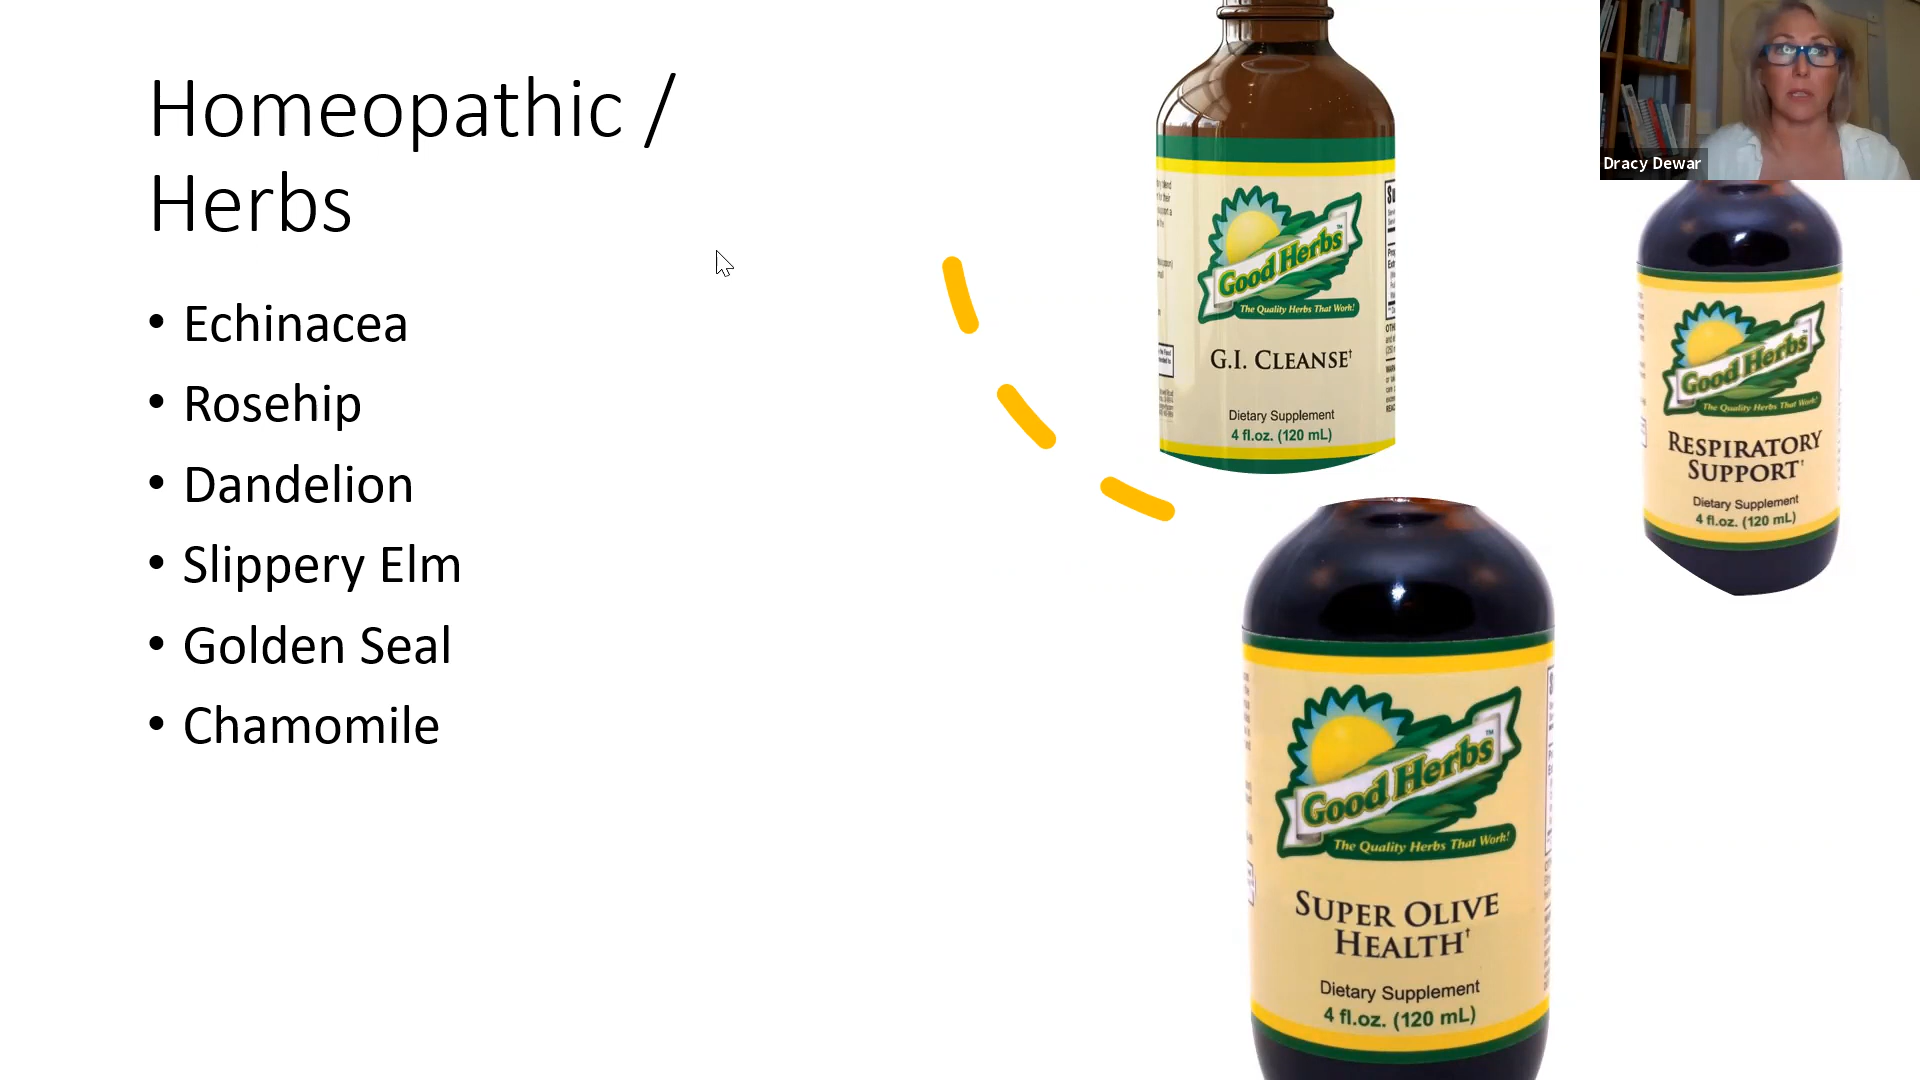 Homeopathic /
Herbs
• Echinacea
• Rosehip
• Dandelion
• Slippery Elm
• Golden Seal
• Chamomile
Good Herbs™
The Quality Herbs That Work!
G.I. CLEANSE†
Dietary Supplement
4 fl.oz. (120 mL)
Dracy Dewar
Good Herbs™
The Quality Herbs That Work!
RESPIRATORY
SUPPORT†
Dietary Supplement
4 fl.oz. (120 mL)
Good Herbs™
The Quality Herbs That Work!
SUPER OLIVE
HEALTH†
Dietary Supplement
4 fl.oz. (120 mL)